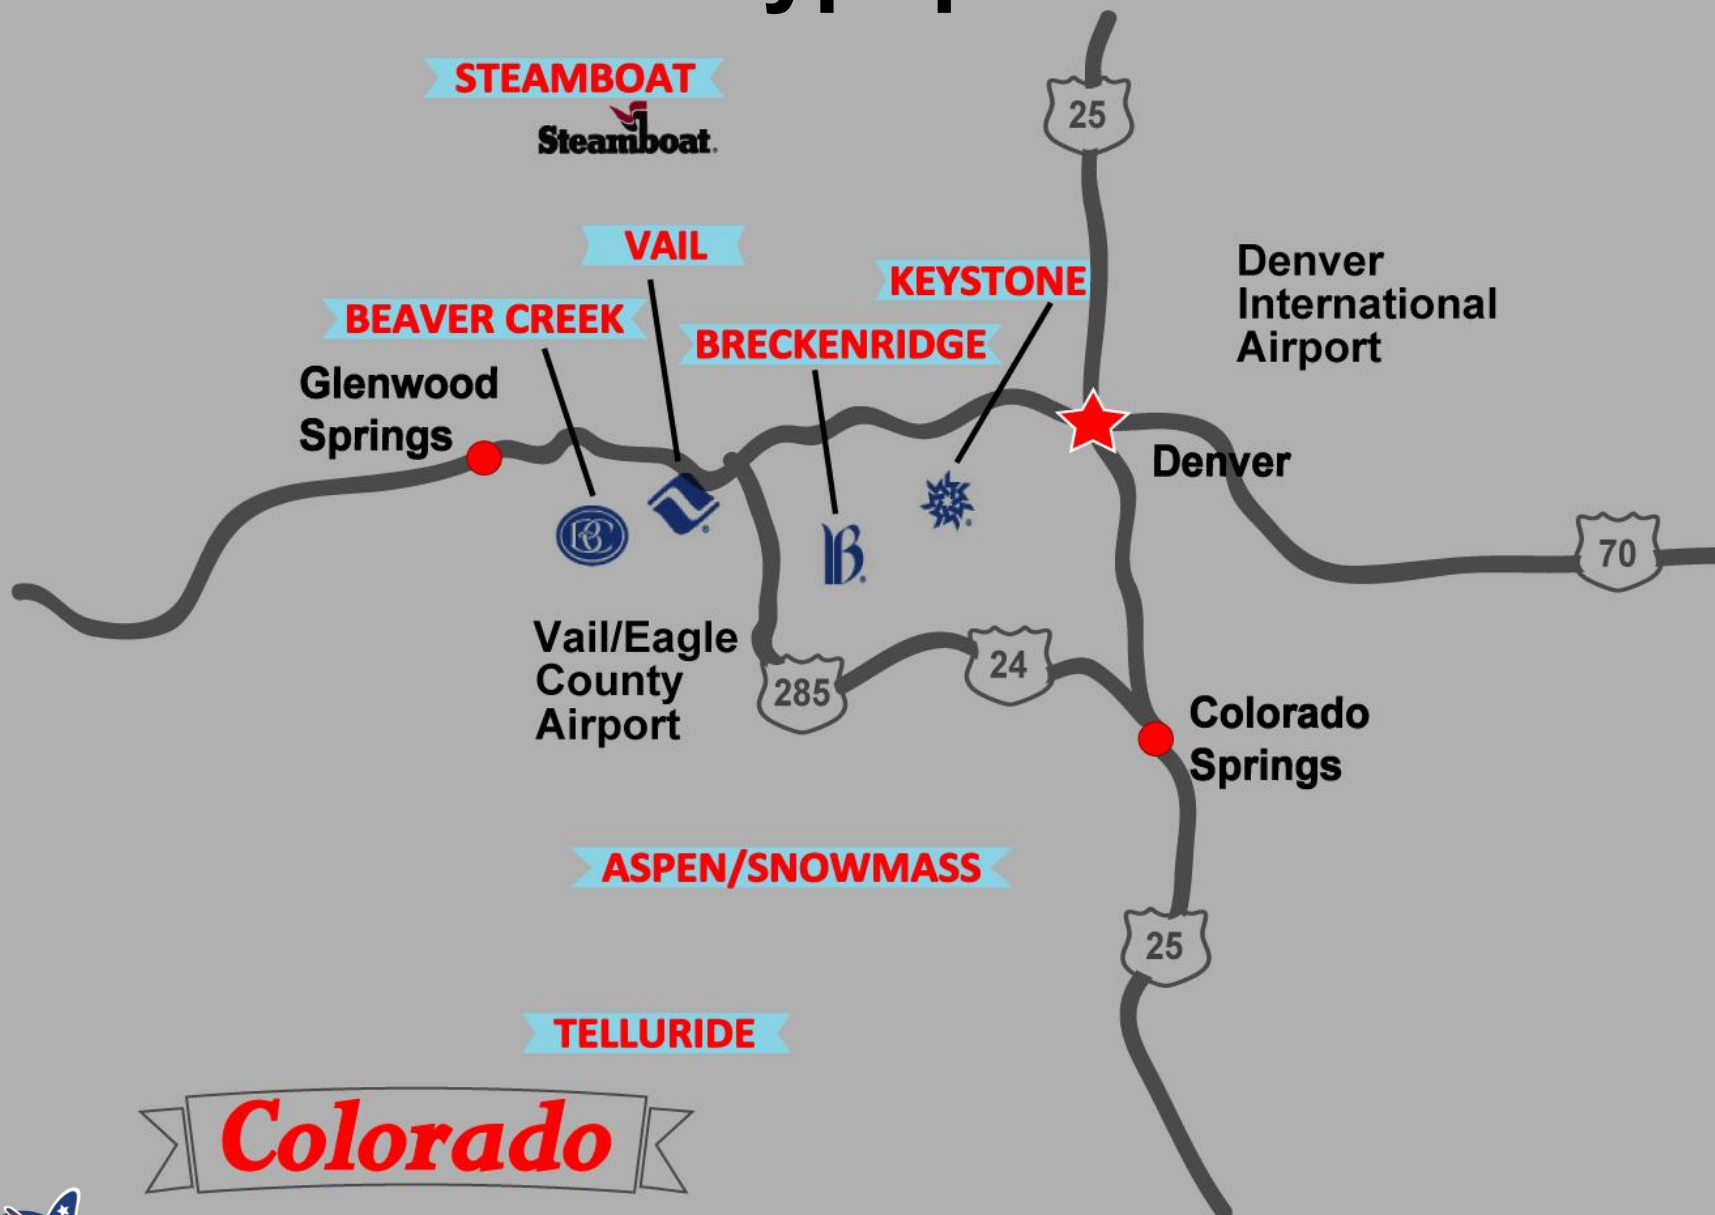 STEAMBOAT
Steamboat
25
VAIL
KEYSTONE
Denver
International
Airport
BEAVER CREEK
BRECKENRIDGE
Glenwood
Springs
Denver
BC
B
70
Vail/Eagle
County
Airport
285
24
Colorado
Springs
ASPEN/SNOWMASS
25
TELLURIDE
Colorado